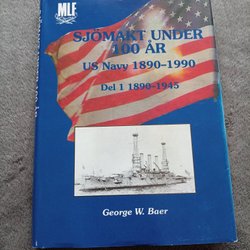 MLF
SJÖMAKT UNDER
100 ÅR
US Navy 1890-1990
Del 1 1890-1945
George W. Baer